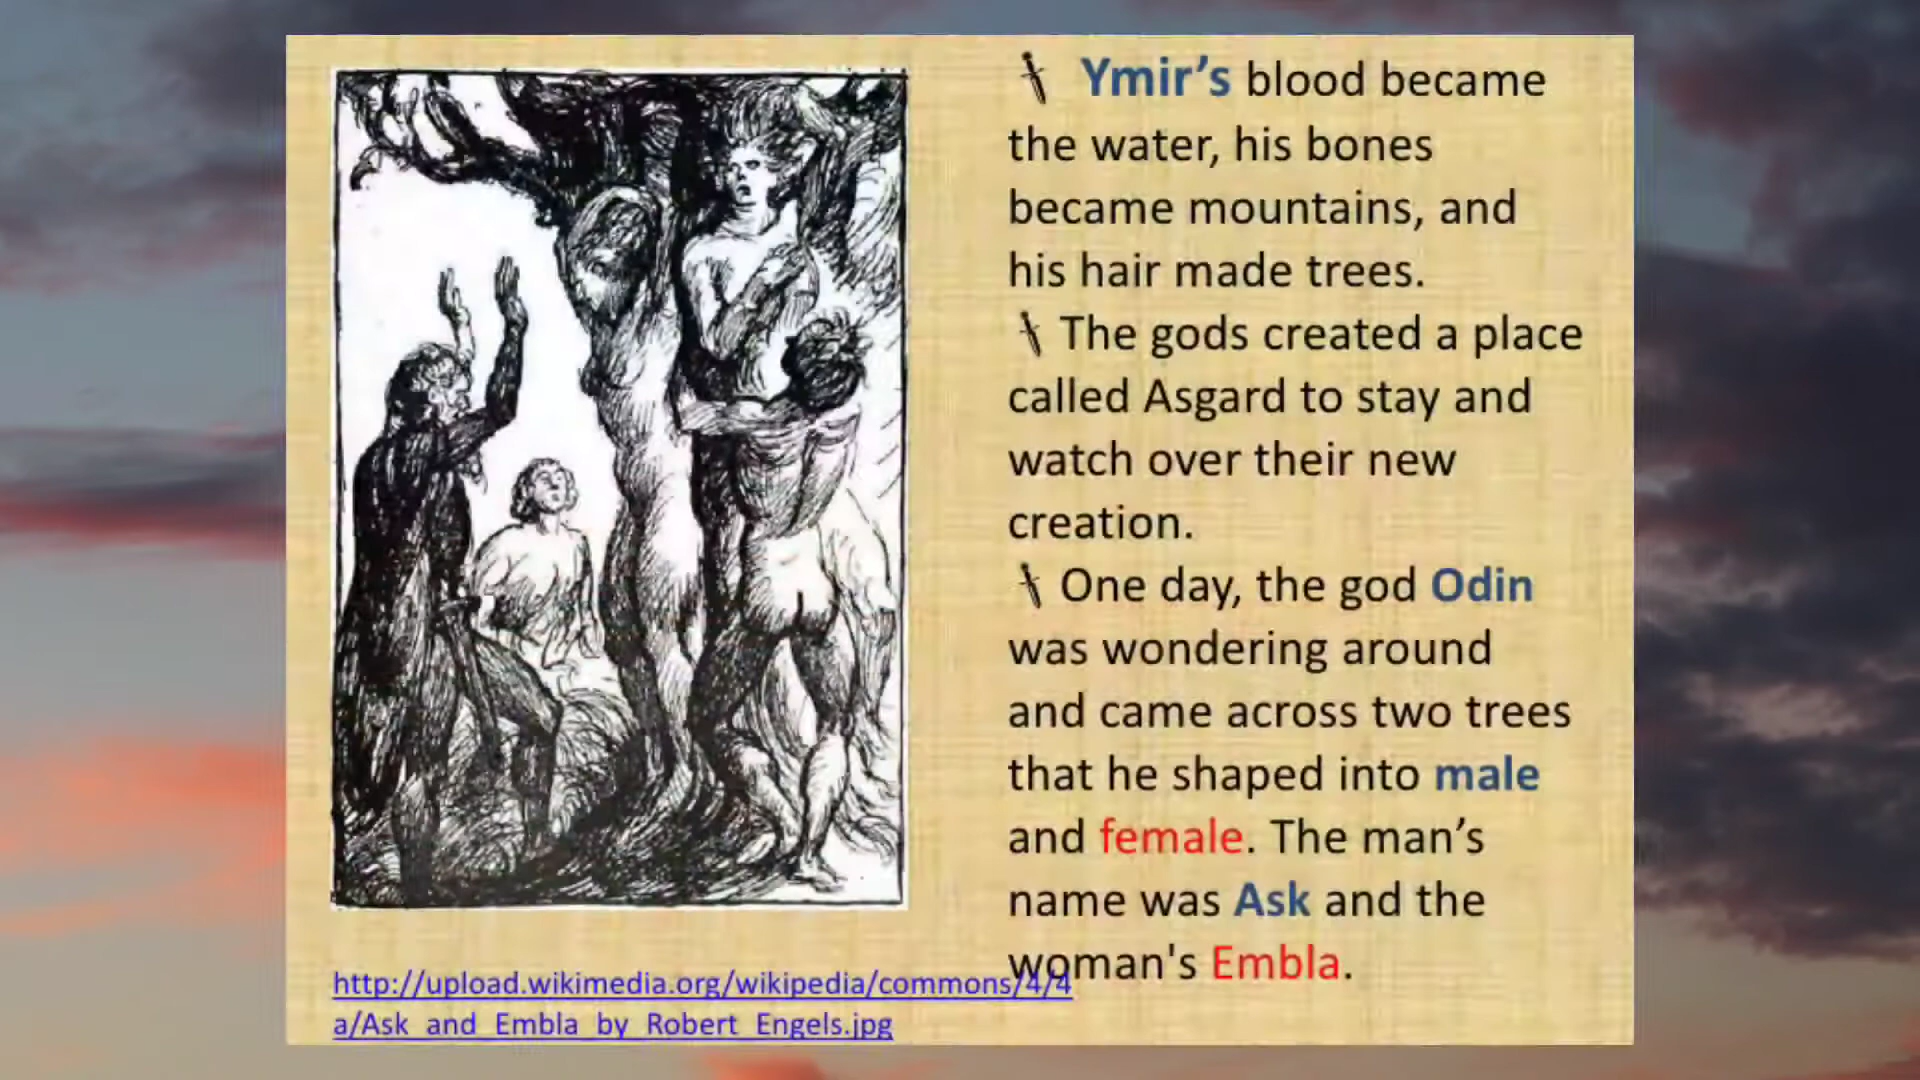 Ymir's blood became
the water, his bones
became mountains, and
his hair made trees.
The gods created a place
called Asgard to stay and
watch over their new
creation.
One day, the god Odin
was wondering around
and came across two trees
that he shaped into male
and female. The man's
name was Ask and the
woman's Embla.
http://upload.wikimedia.org/wikipedia/commons/4/4
a/Ask_and_Embla_by_Robert_Engels.jpg